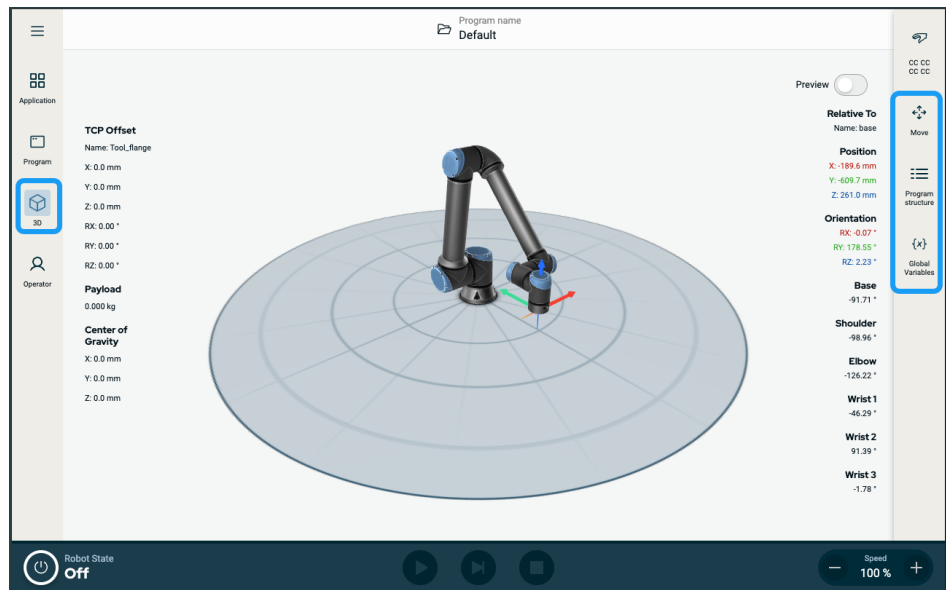 Program name
Default
CC CC
CC CC
Application
Program
3D
Operator
TCP Offset
Name: Tool_flange
X: 0.0 mm
Y: 0.0 mm
Z: 0.0 mm
RX: 0.00 °
RY: 0.00 °
RZ: 0.00 °
Payload
0.000 kg
Center of
Gravity
X: 0.0 mm
Y: 0.0 mm
Z: 0.0 mm
Preview
Relative To
Name: base
Position
X: -189.6 mm
Y: -609.7 mm
Z: 261.0 mm
Orientation
RX: -0.07 °
RY: 178.55 °
RZ: 2.23 °
Base
-91.71 °
Shoulder
-98.96 °
Elbow
-126.22 °
Wrist 1
-46.29 °
Wrist 2
91.39 °
Wrist 3
-1.78 °
Move
Program
structure
{x}
Global
Variables
Robot State
Off
Speed
100 %